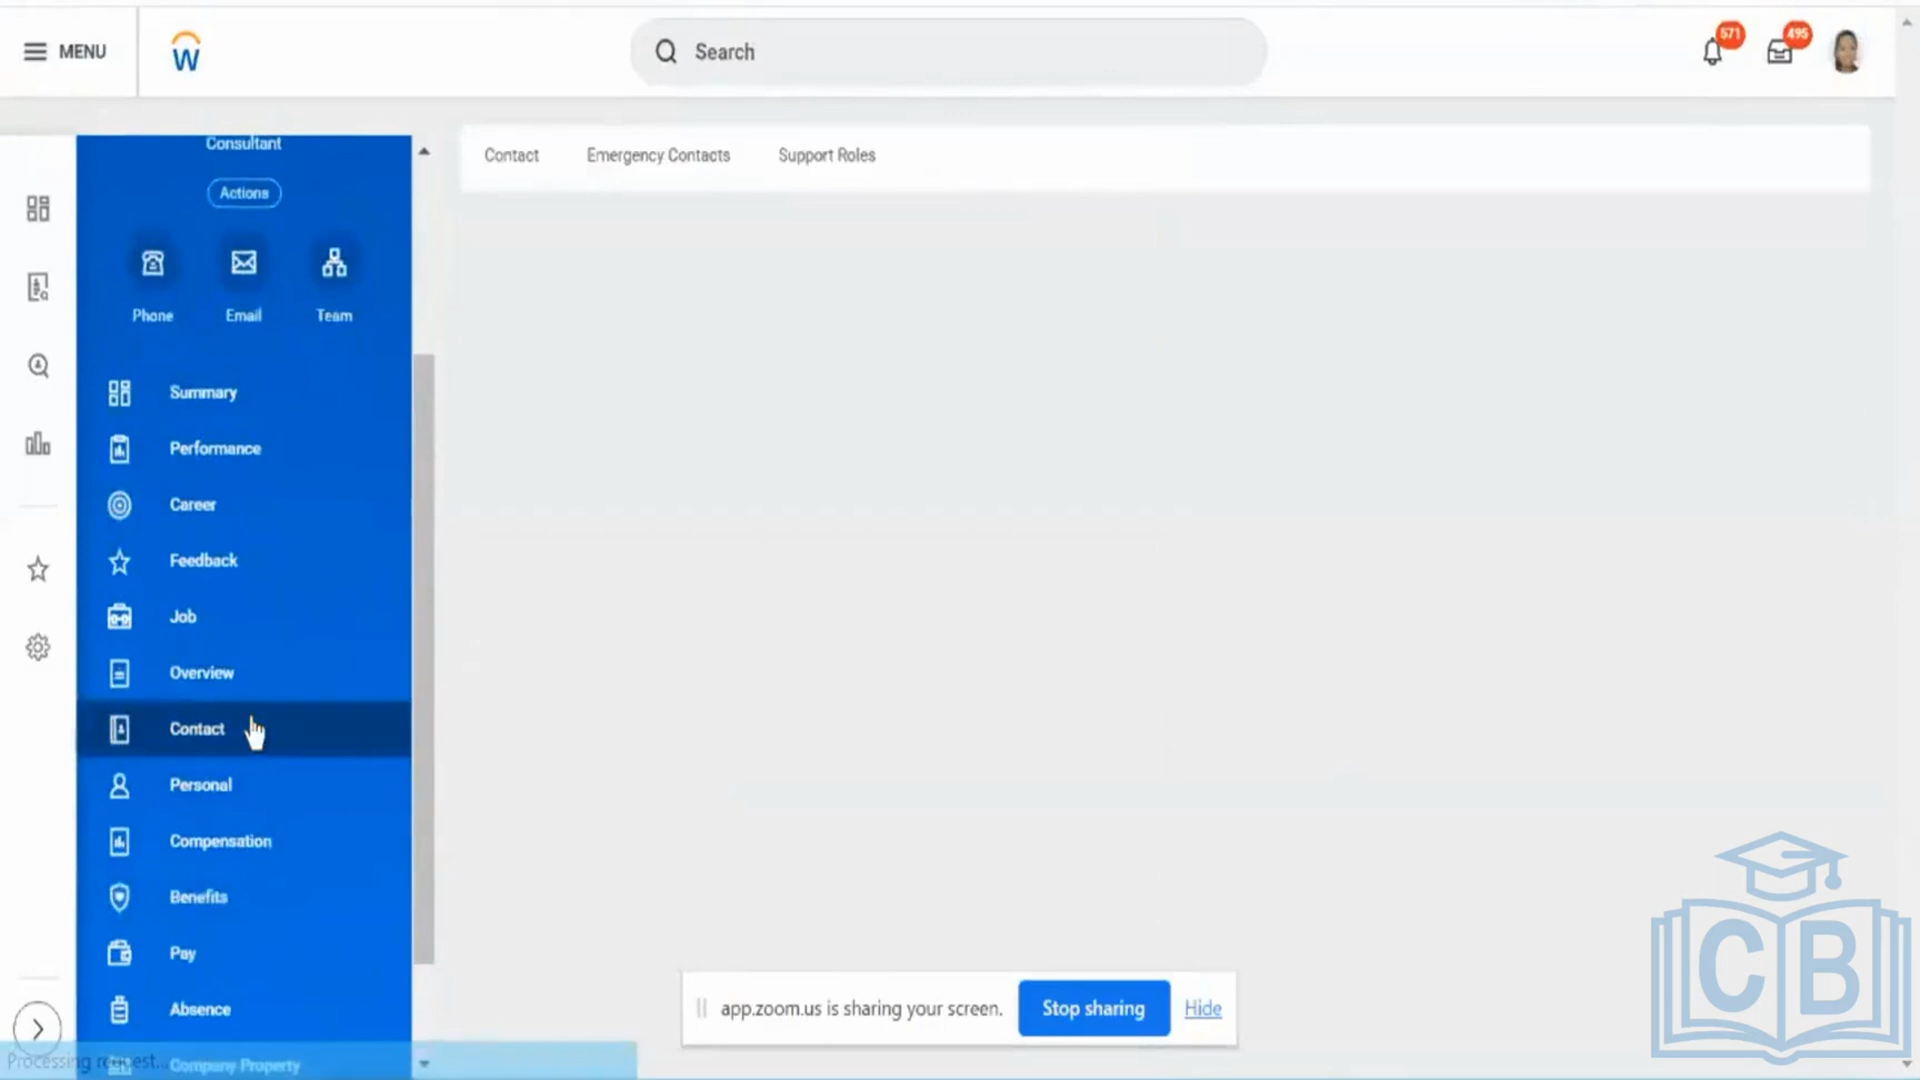 MENU
W
Search
571
495
Consultant
Actions
Phone
Email
Team
Summary
Performance
Career
Feedback
Job
Overview
Contact
Personal
Compensation
Benefits
Pay
Absence
Company Property
Contact
Emergency Contacts
Support Roles
app.zoom.us is sharing your screen.
Stop sharing
Hide
Processing request...
CB